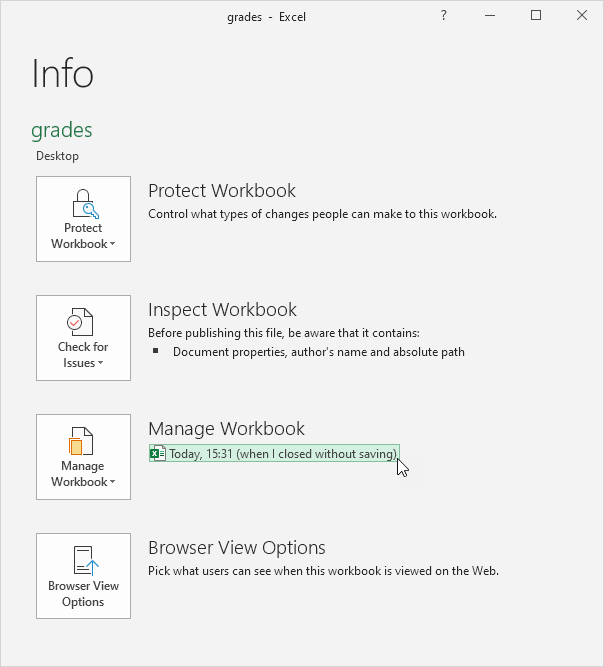 grades - Excel
?
Info
grades
Desktop
Protect Workbook
Protect Workbook
Control what types of changes people can make to this workbook.
Check for Issues
Inspect Workbook
Before publishing this file, be aware that it contains:
Document properties, author's name and absolute path
Manage Workbook
Manage Workbook
Today, 15:31 (when I closed without saving)
Browser View Options
Browser View Options
Pick what users can see when this workbook is viewed on the Web.